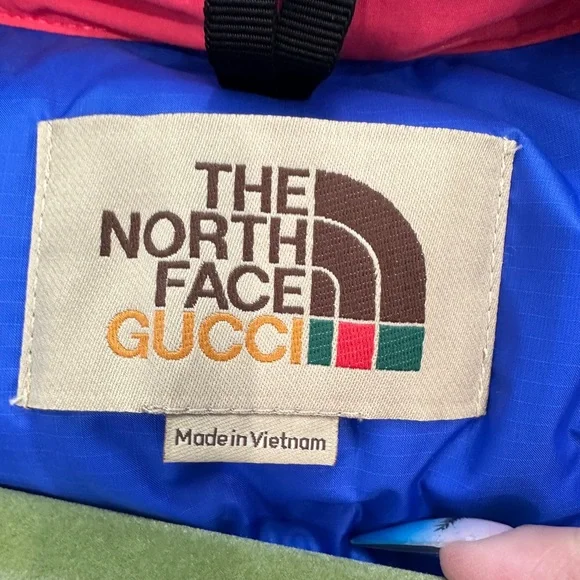 THE
NORTH
FACE
GUCCI
Made in Vietnam